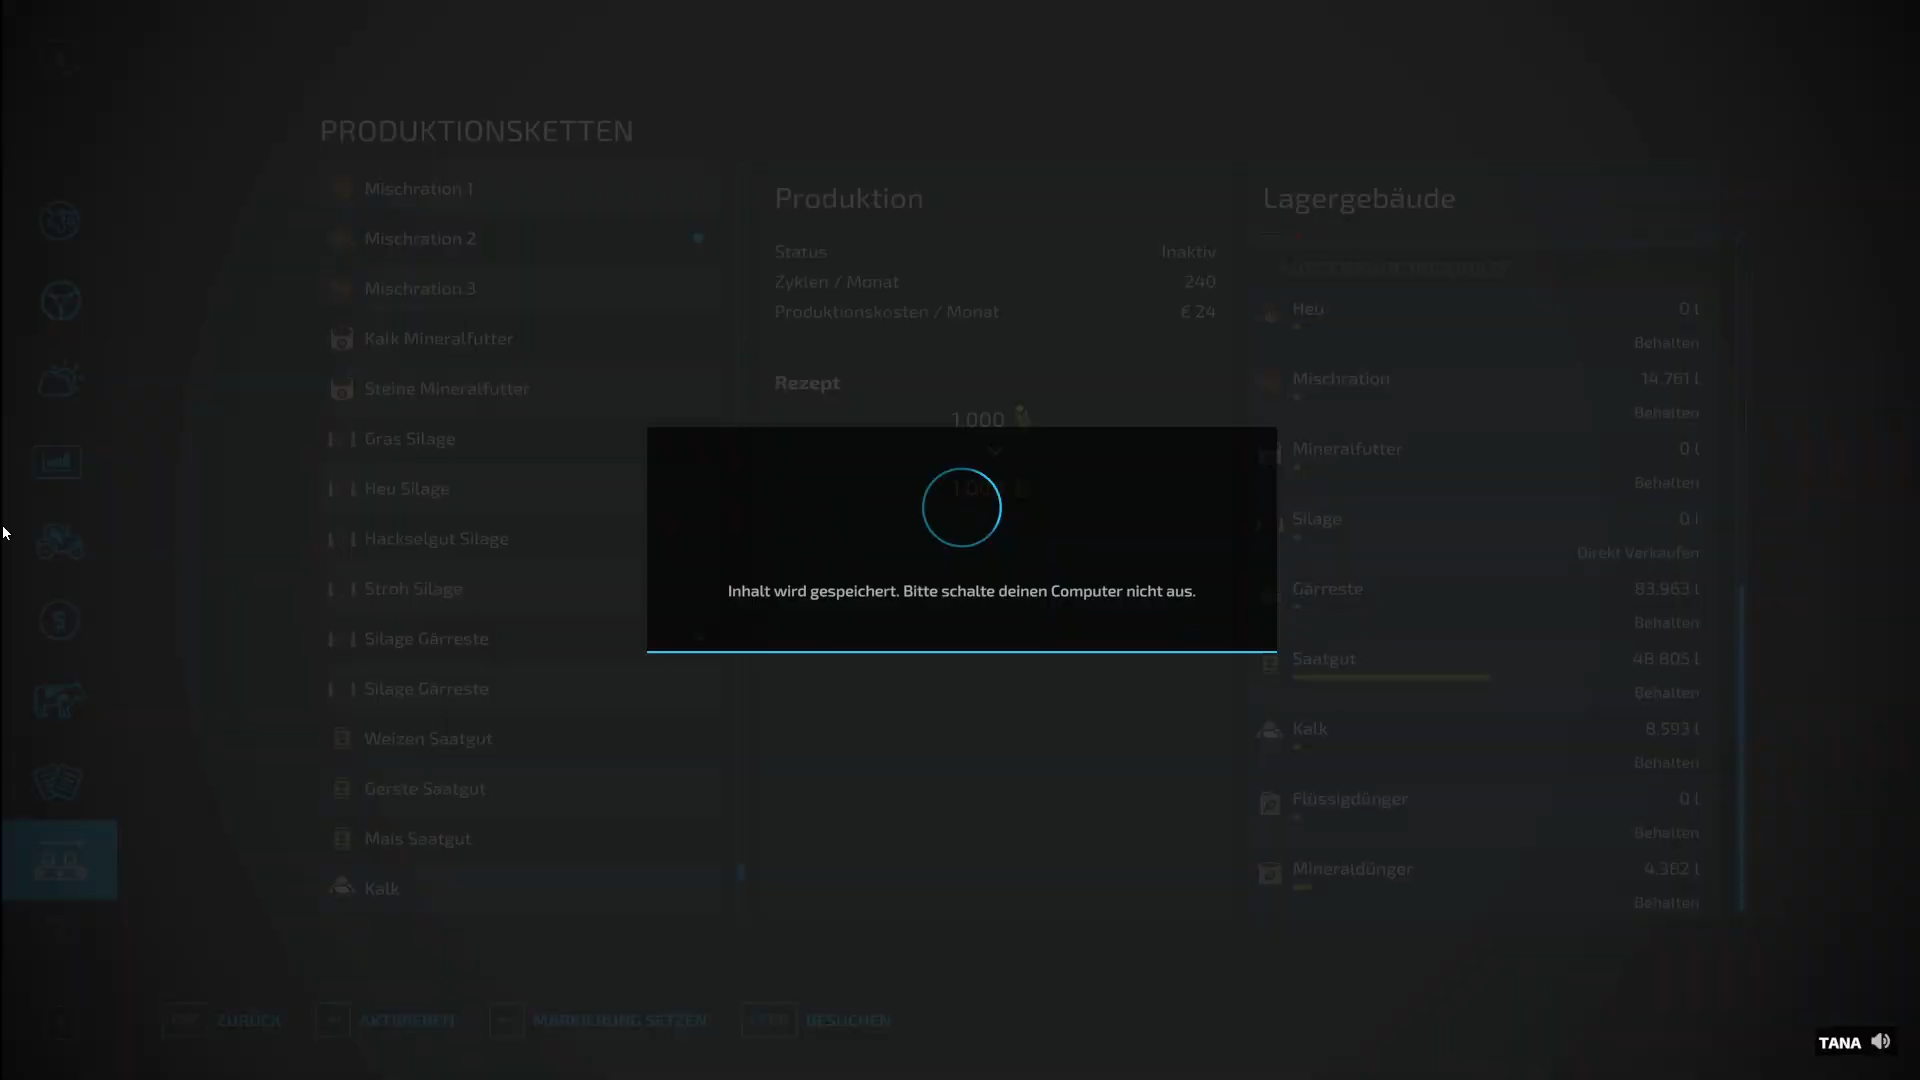 PRODUKTIONSKETTEN
Mischration 1
Mischration 2
Mischration 3
Kalk Mineralfutter
Steine Mineralfutter
Gras Silage
Heu Silage
Häckselgut Silage
Stroh Silage
Silage Gärreste
Silage Gärreste
Weizen Saatgut
Gerste Saatgut
Mais Saatgut
Kalk
Produktion
Status Inaktiv
Zyklen / Monat 240
Produktionskosten / Monat € 24
Rezept
1.000
Inhalt wird gespeichert. Bitte schalte deinen Computer nicht aus.
Lagergebäude
Heu 0 l
Behalten
Mischration 14.761 l
Behalten
Mineralfutter 0 l
Behalten
Silage 0 l
Direkt Verkaufen
Gärreste 83.963 l
Behalten
Saatgut 48.805 l
Behalten
Kalk 8.593 l
Behalten
Flüssigdünger 0 l
Behalten
Mineraldünger 4.362 l
Behalten
ZURÜCK
AKTIVIEREN
MARKIERUNG SETZEN
BESUCHEN
TANA